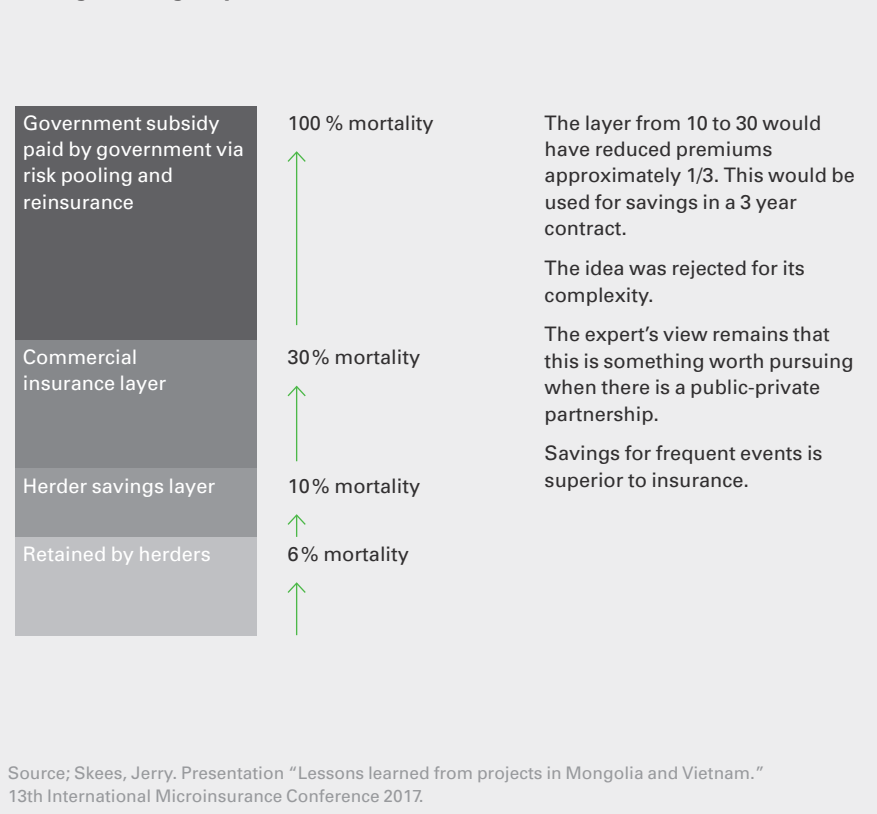 Government subsidy
paid by government via
risk pooling and
reinsurance
100 % mortality
Commercial
insurance layer
30% mortality
Herder savings layer
10% mortality
Retained by herders
6% mortality
The layer from 10 to 30 would
have reduced premiums
approximately 1/3. This would be
used for savings in a 3 year
contract.
The idea was rejected for its
complexity.
The expert’s view remains that
this is something worth pursuing
when there is a public-private
partnership.
Savings for frequent events is
superior to insurance.
Source; Skees, Jerry. Presentation “Lessons learned from projects in Mongolia and Vietnam.”
13th International Microinsurance Conference 2017.